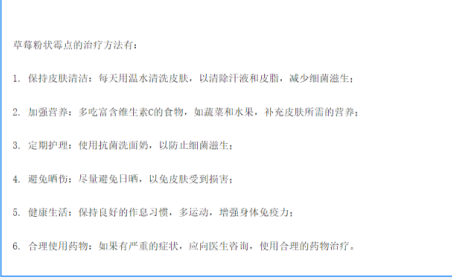 草莓粉状霉点的治疗方法有：
1. 保持皮肤清洁：每天用温水清洗皮肤，以清除汗液和皮脂，减少细菌滋生；
2. 加强营养：多吃富含维生素C的食物，如蔬菜和水果，补充皮肤所需的营养；
3. 定期护理：使用抗菌洗面奶，以防止细菌滋生；
4. 避免晒伤：尽量避免日晒，以免皮肤受到损害；
5. 健康生活：保持良好的作息习惯，多运动，增强身体免疫力；
6. 合理使用药物：如果有严重的症状，应向医生咨询，使用合理的药物治疗。